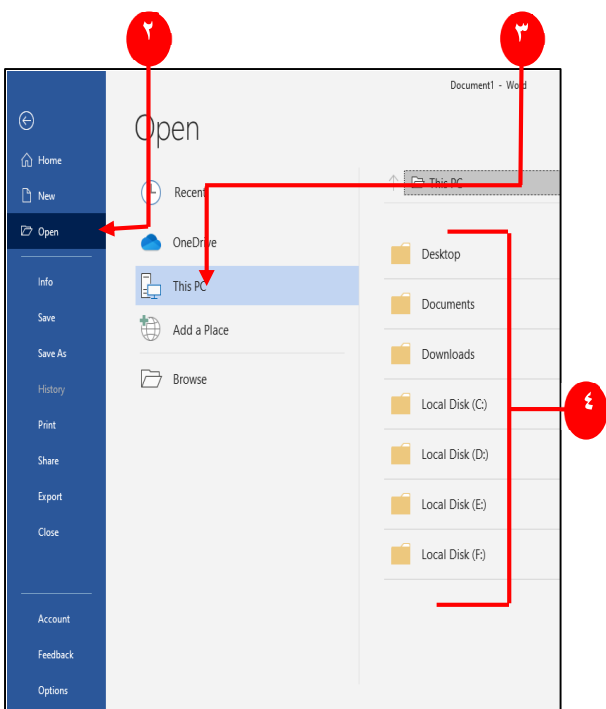 ٢
٣
Document1 - Word
Open
Home
New
Open
Info
Save
Save As
History
Print
Share
Export
Close
Account
Feedback
Options
Recent
OneDrive
This PC
Add a Place
Browse
This PC
Desktop
Documents
Downloads
Local Disk (C:)
Local Disk (D:)
Local Disk (E:)
Local Disk (F:)
٤